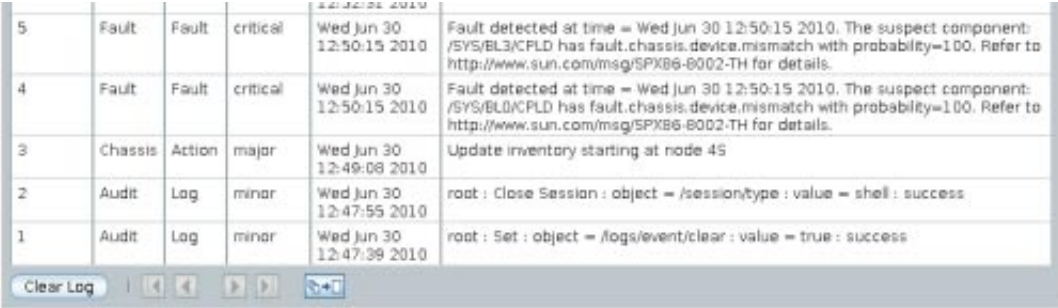 12:52:51 2010
5 Fault Fault critical Wed Jun 30 Fault detected at time = Wed Jun 30 12:50:15 2010. The suspect component:
12:50:15 2010 /SYS/BL3/CPLD has fault.chassis.device.mismatch with probability=100. Refer to
http://www.sun.com/msg/SPX86-8002-TH for details.
4 Fault Fault critical Wed Jun 30 Fault detected at time = Wed Jun 30 12:50:15 2010. The suspect component:
12:50:15 2010 /SYS/BL0/CPLD has fault.chassis.device.mismatch with probability=100. Refer to
http://www.sun.com/msg/SPX86-8002-TH for details.
3 Chassis Action major Wed Jun 30 Update inventory starting at node 45
12:49:08 2010
2 Audit Log minor Wed Jun 30 root : Close Session : object = /session/type : value = shell : success
12:47:55 2010
1 Audit Log minor Wed Jun 30 root : Set : object = /logs/event/clear : value = true : success
12:47:39 2010
Clear Log